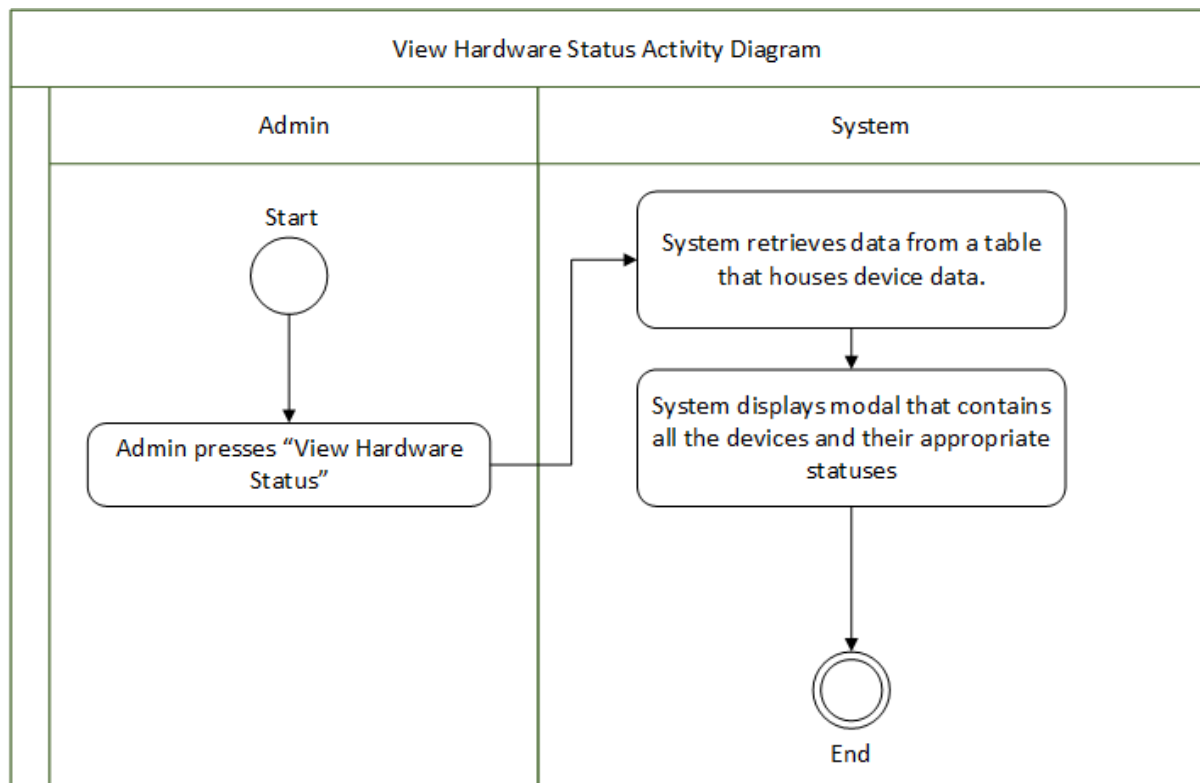 View Hardware Status Activity Diagram
Admin
System
Start
System retrieves data from a table
that houses device data.
Admin presses “View Hardware
Status”
System displays modal that contains
all the devices and their appropriate
statuses
End